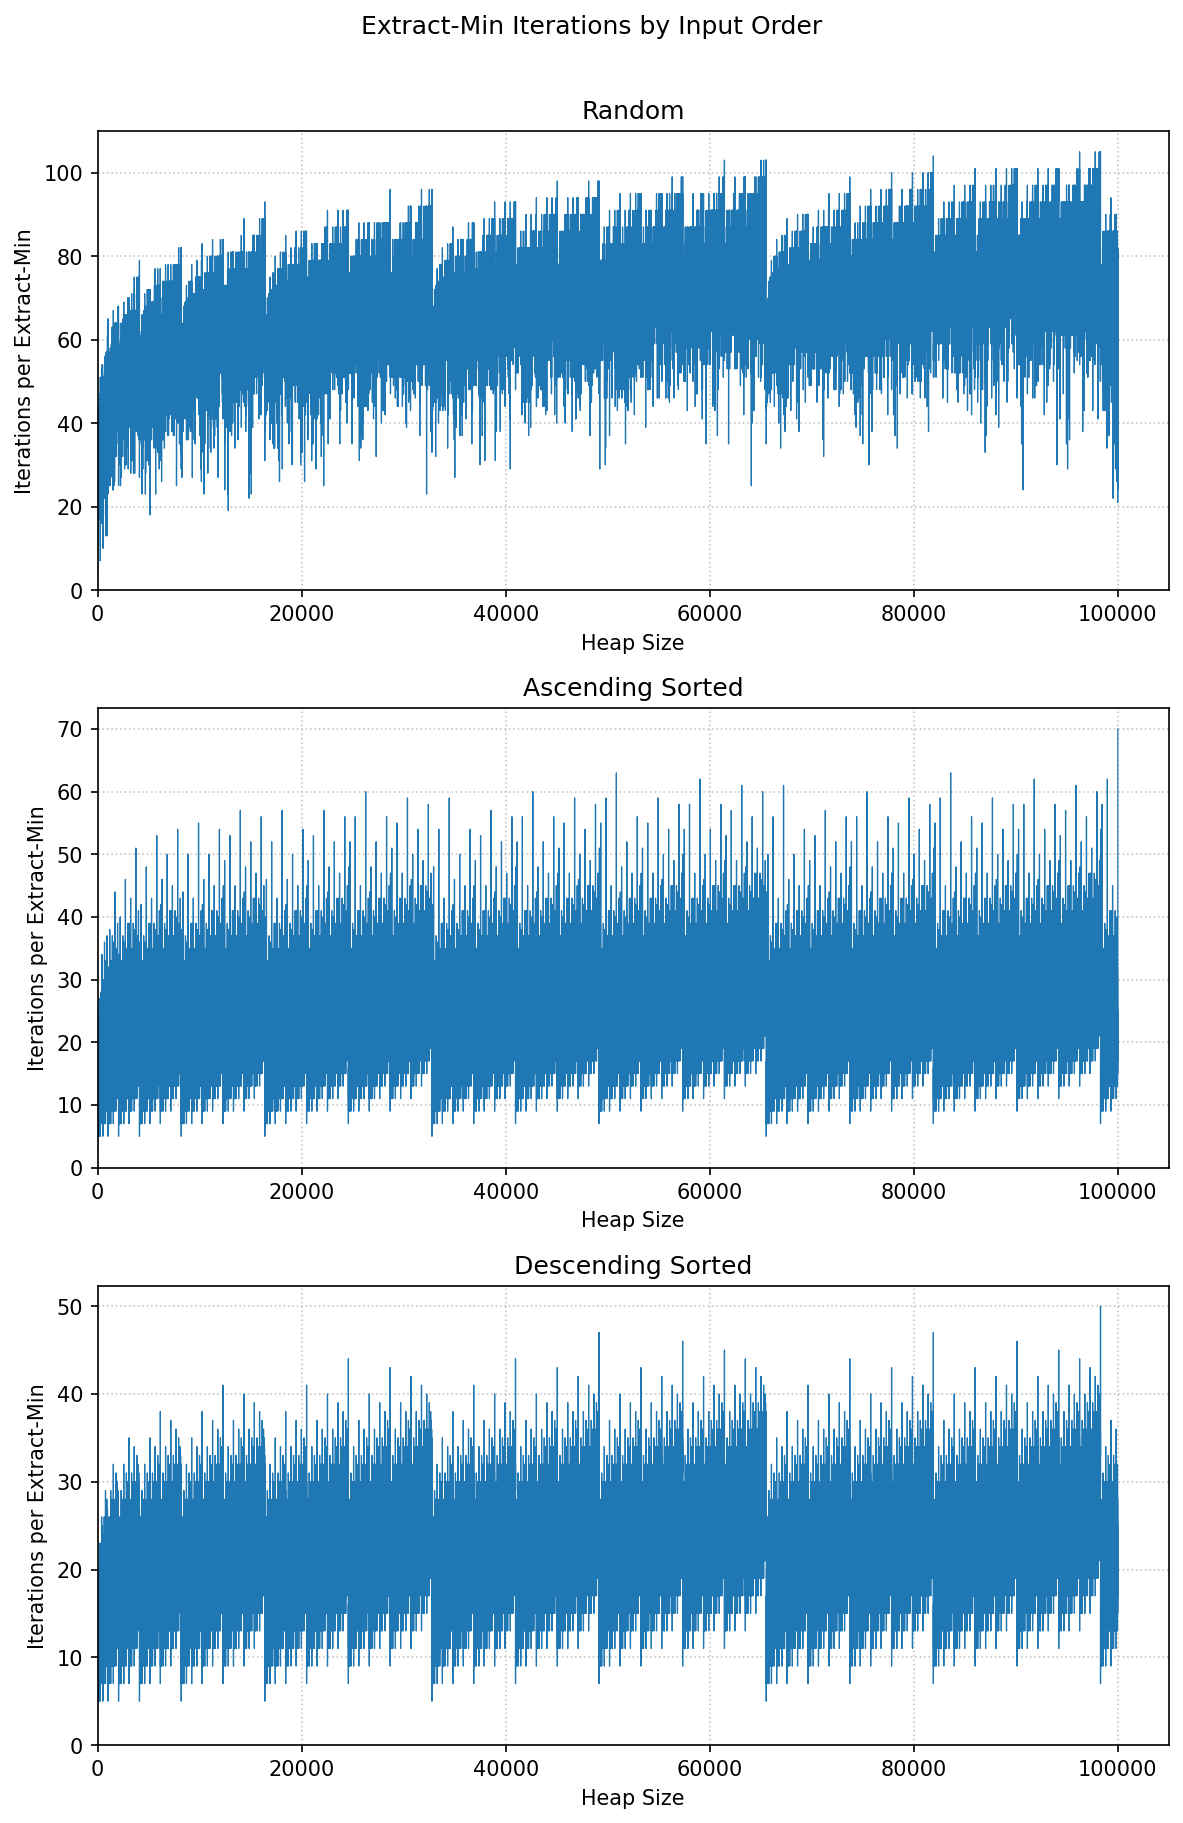 Extract-Min Iterations by Input Order
Random
Iterations per Extract-Min
100
80
60
40
20
0
0 20000 40000 60000 80000 100000
Heap Size
Ascending Sorted
Iterations per Extract-Min
70
60
50
40
30
20
10
0
0 20000 40000 60000 80000 100000
Heap Size
Descending Sorted
Iterations per Extract-Min
50
40
30
20
10
0
0 20000 40000 60000 80000 100000
Heap Size